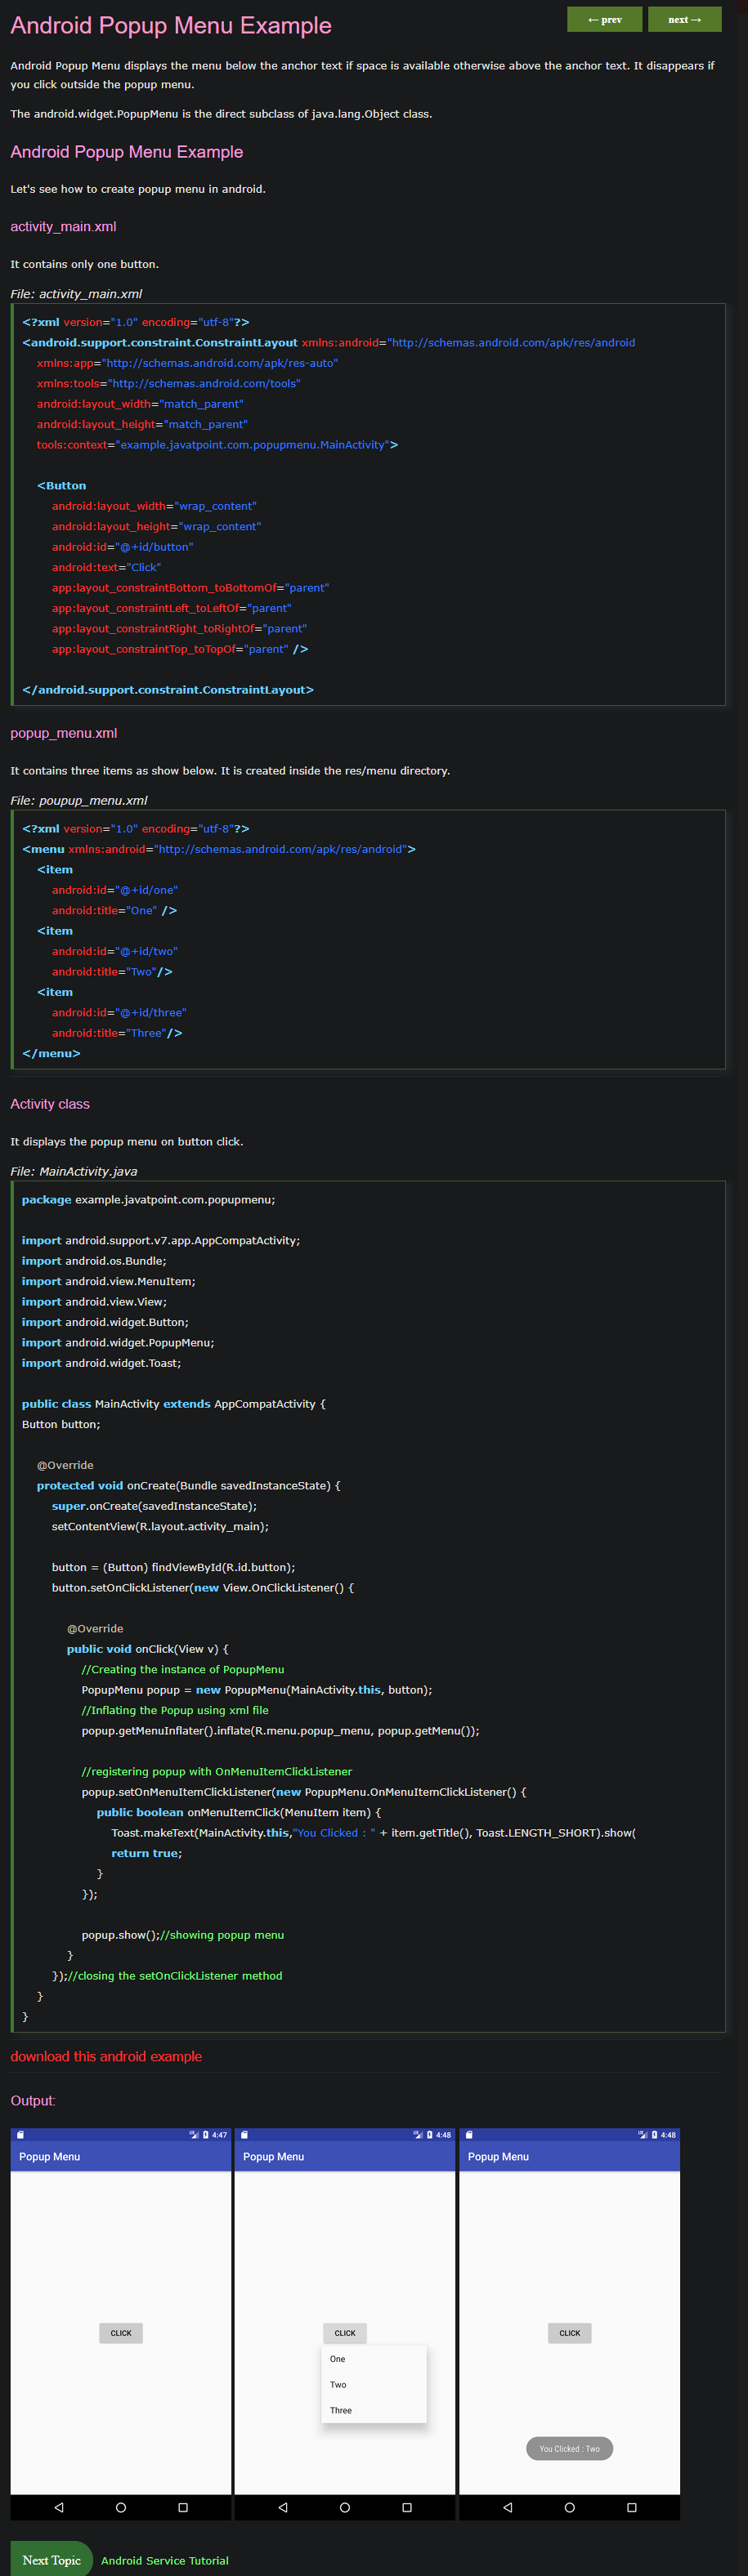 Android Popup Menu Example
← prev next →
Android Popup Menu displays the menu below the anchor text if space is available otherwise above the anchor text. It disappears if
you click outside the popup menu.
The android.widget.PopupMenu is the direct subclass of java.lang.Object class.
Android Popup Menu Example
Let's see how to create popup menu in android.
activity_main.xml
It contains only one button.
File: activity_main.xml
<?xml version="1.0" encoding="utf-8"?>
<android.support.constraint.ConstraintLayout xmlns:android="http://schemas.android.com/apk/res/android
xmlns:app="http://schemas.android.com/apk/res-auto"
xmlns:tools="http://schemas.android.com/tools"
android:layout_width="match_parent"
android:layout_height="match_parent"
tools:context="example.javatpoint.com.popupmenu.MainActivity">
<Button
android:layout_width="wrap_content"
android:layout_height="wrap_content"
android:id="@+id/button"
android:text="Click"
app:layout_constraintBottom_toBottomOf="parent"
app:layout_constraintLeft_toLeftOf="parent"
app:layout_constraintRight_toRightOf="parent"
app:layout_constraintTop_toTopOf="parent" />
</android.support.constraint.ConstraintLayout>
popup_menu.xml
It contains three items as show below. It is created inside the res/menu directory.
File: poupup_menu.xml
<?xml version="1.0" encoding="utf-8"?>
<menu xmlns:android="http://schemas.android.com/apk/res/android">
<item
android:id="@+id/one"
android:title="One" />
<item
android:id="@+id/two"
android:title="Two"/>
<item
android:id="@+id/three"
android:title="Three"/>
</menu>
Activity class
It displays the popup menu on button click.
File: MainActivity.java
package example.javatpoint.com.popupmenu;
import android.support.v7.app.AppCompatActivity;
import android.os.Bundle;
import android.view.MenuItem;
import android.view.View;
import android.widget.Button;
import android.widget.PopupMenu;
import android.widget.Toast;
public class MainActivity extends AppCompatActivity {
Button button;
@Override
protected void onCreate(Bundle savedInstanceState) {
super.onCreate(savedInstanceState);
setContentView(R.layout.activity_main);
button = (Button) findViewById(R.id.button);
button.setOnClickListener(new View.OnClickListener() {
@Override
public void onClick(View v) {
//Creating the instance of PopupMenu
PopupMenu popup = new PopupMenu(MainActivity.this, button);
//Inflating the Popup using xml file
popup.getMenuInflater().inflate(R.menu.popup_menu, popup.getMenu());
//registering popup with OnMenuItemClickListener
popup.setOnMenuItemClickListener(new PopupMenu.OnMenuItemClickListener() {
public boolean onMenuItemClick(MenuItem item) {
Toast.makeText(MainActivity.this,"You Clicked : " + item.getTitle(), Toast.LENGTH_SHORT).show(
return true;
}
});
popup.show();//showing popup menu
}
});//closing the setOnClickListener method
}
}
download this android example
Output:
4:47 4:48 4:48
Popup Menu Popup Menu Popup Menu
CLICK CLICK CLICK
One
Two
Three
You Clicked : Two
Next Topic Android Service Tutorial